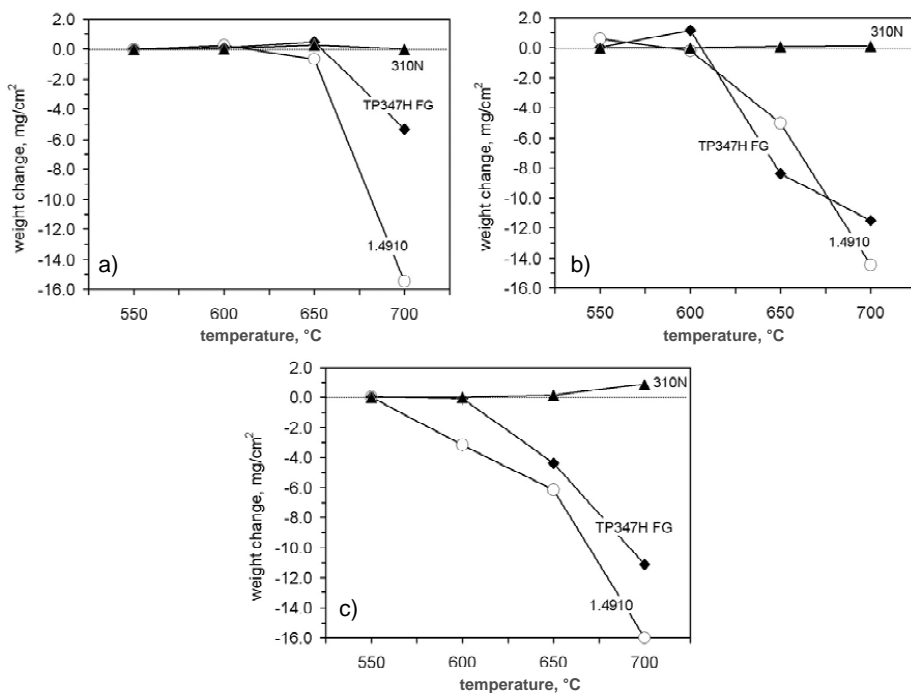 2.0
0.0
-2.0
-4.0
-6.0
-8.0
-10.0
-12.0
-14.0
-16.0
weight change, mg/cm²
310N
TP347H FG
1.4910
a)
550 600 650 700
temperature, °C
2.0
0.0
-2.0
-4.0
-6.0
-8.0
-10.0
-12.0
-14.0
-16.0
weight change, mg/cm²
310N
TP347H FG
1.4910
b)
550 600 650 700
temperature, °C
2.0
0.0
-2.0
-4.0
-6.0
-8.0
-10.0
-12.0
-14.0
-16.0
weight change, mg/cm²
310N
TP347H FG
1.4910
c)
550 600 650 700
temperature, °C